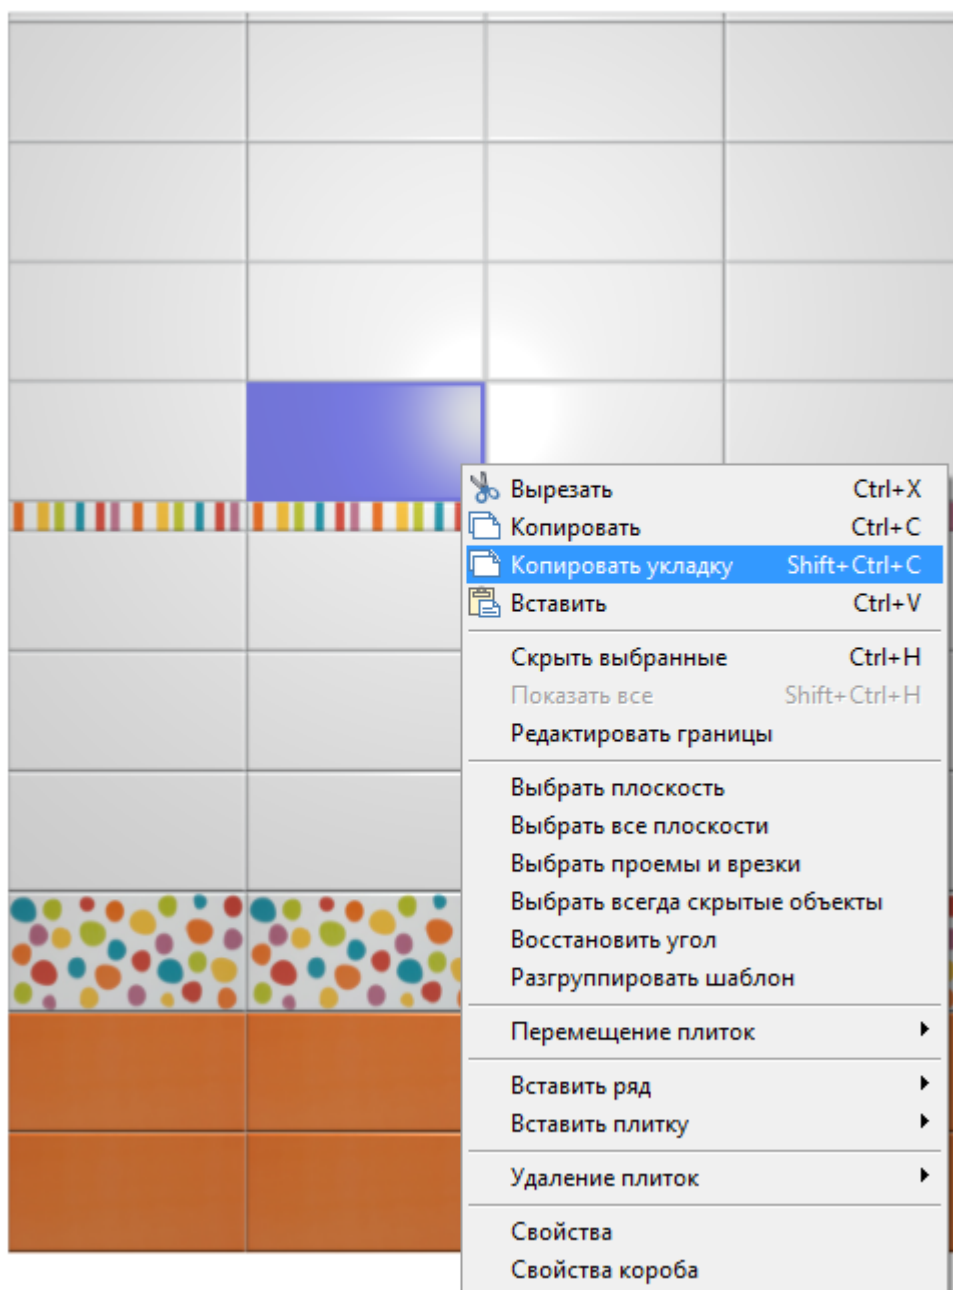 Вырезать Ctrl+X
Копировать Ctrl+C
Копировать укладку Shift+Ctrl+C
Вставить Ctrl+V
Скрыть выбранные Ctrl+H
Показать все Shift+Ctrl+H
Редактировать границы
Выбрать плоскость
Выбрать все плоскости
Выбрать проемы и врезки
Выбрать всегда скрытые объекты
Восстановить угол
Разгруппировать шаблон
Перемещение плиток
Вставить ряд
Вставить плитку
Удаление плиток
Свойства
Свойства короба